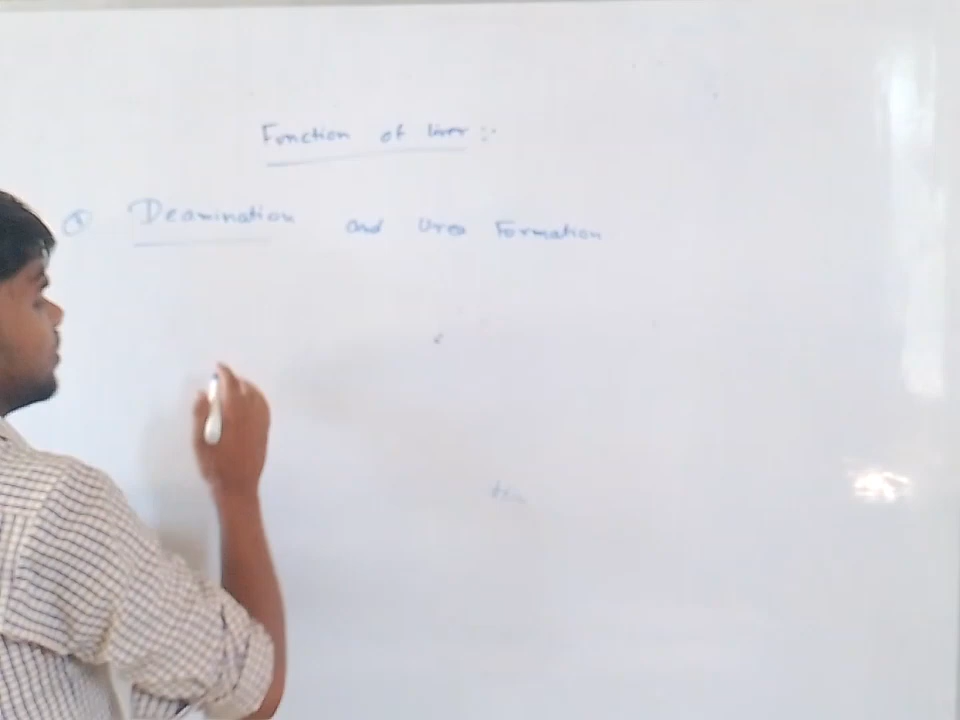 Function of liver :-
① Deamination and Urea Formation